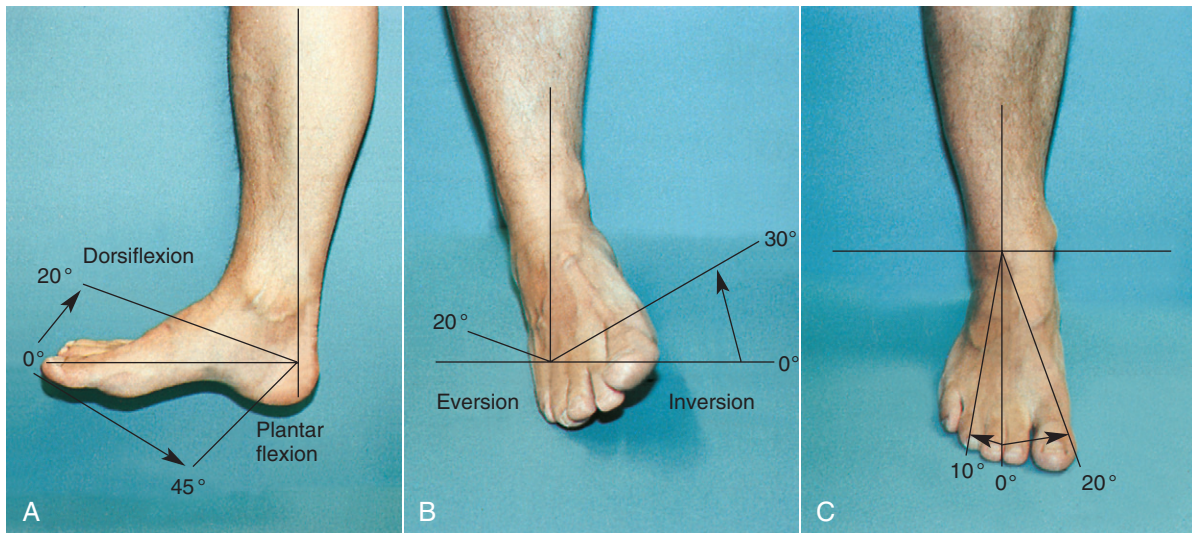 Dorsiflexion
20°
0°
Plantar
flexion
45°
A
30°
20°
0°
Eversion
Inversion
B
10°
0°
20°
C